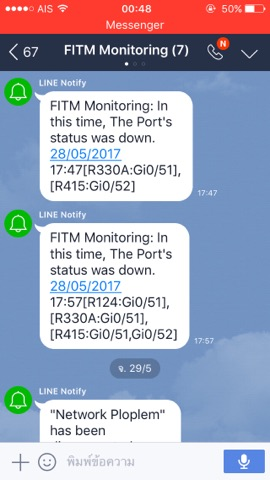 AIS 00:48 50%
Messenger
67 FITM Monitoring (7) N
LINE Notify
FITM Monitoring: In
this time, The Port's
status was down.
28/05/2017
17:47[R330A:Gi0/51],
[R415:Gi0/52]
17:47
LINE Notify
FITM Monitoring: In
this time, The Port's
status was down.
28/05/2017
17:57[R124:Gi0/51],
[R330A:Gi0/51],
[R415:Gi0/51,Gi0/52]
17:57
จ. 29/5
LINE Notify
"Network Ploplem"
has been
พิมพ์ข้อความ